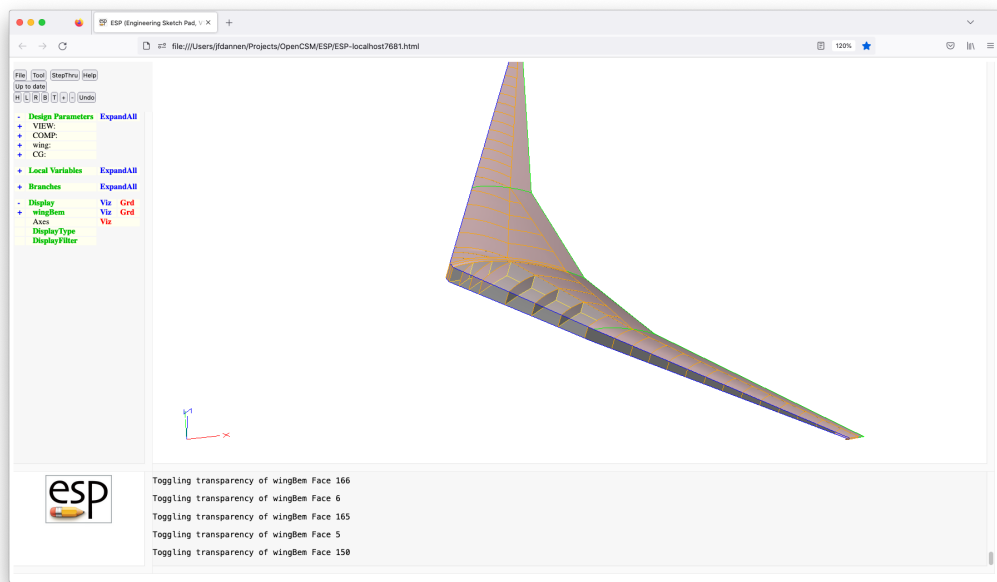 ESP (Engineering Sketch Pad, V
file:///Users/jfdannen/Projects/OpenCSM/ESP/ESP-localhost7681.html
120%
File Tool StepThru Help
Up to date
H L R B T + - Undo
- Design Parameters ExpandAll
+ VIEW:
+ COMP:
+ wing:
+ CG:
+ Local Variables ExpandAll
+ Branches ExpandAll
- Display Viz Grd
+ wingBem Viz Grd
Axes Viz
DisplayType
DisplayFilter
X
esp
Toggling transparency of wingBem Face 166
Toggling transparency of wingBem Face 6
Toggling transparency of wingBem Face 165
Toggling transparency of wingBem Face 5
Toggling transparency of wingBem Face 150